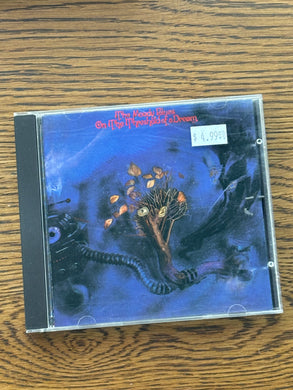 The Moody Blues
On The Threshold of a Dream
$ 4.99